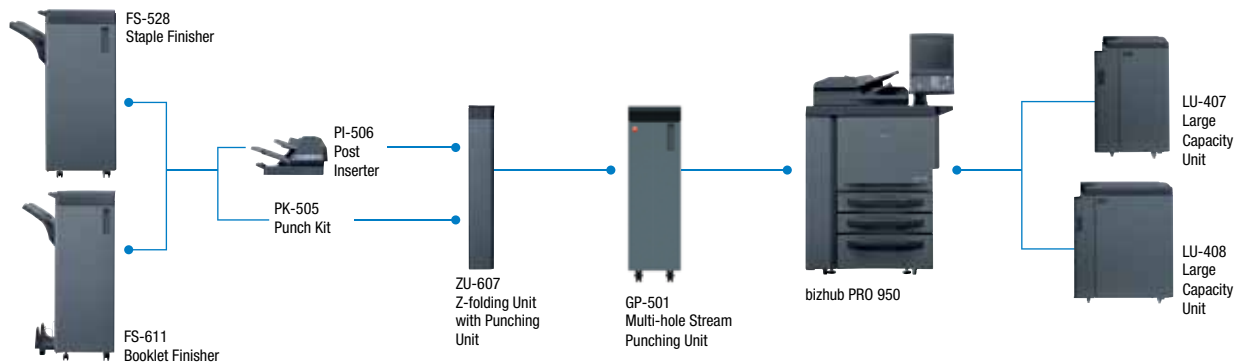 FS-528
Staple Finisher
FS-611
Booklet Finisher
PI-506
Post
Inserter
PK-505
Punch Kit
ZU-607
Z-folding Unit
with Punching
Unit
GP-501
Multi-hole Stream
Punching Unit
bizhub PRO 950
LU-407
Large
Capacity
Unit
LU-408
Large
Capacity
Unit